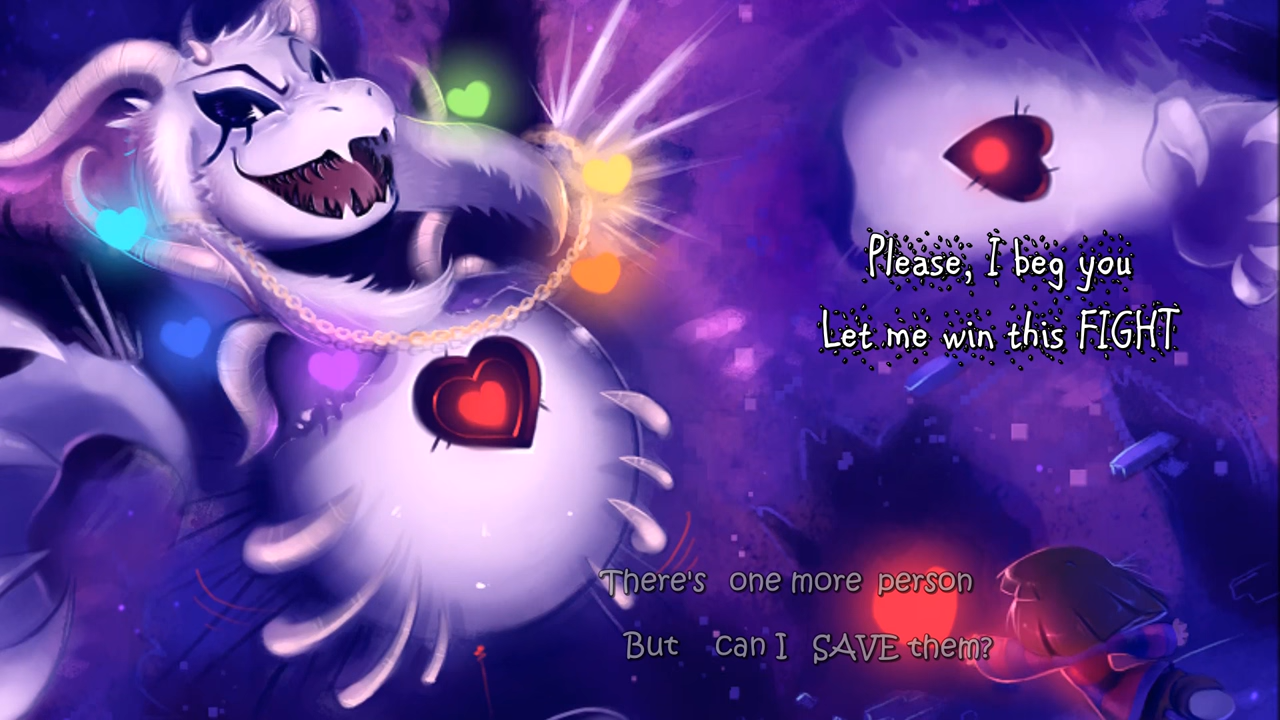 Please, I beg you
Let me win this FIGHT
There's one more person
But can I SAVE them?